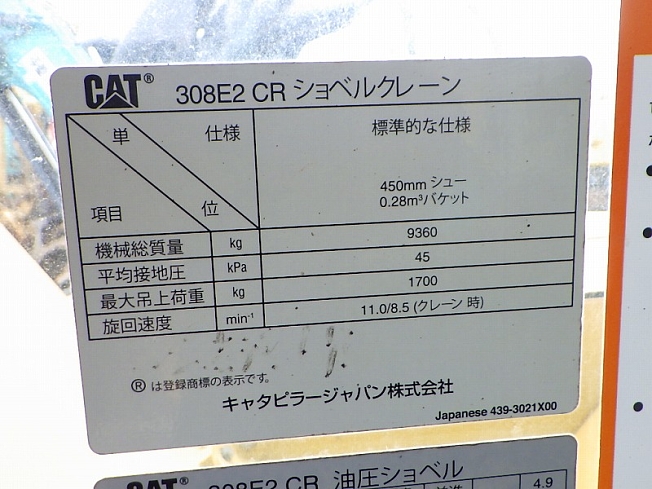 CAT® 308E2 CR ショベルクレーン
単 仕様 標準的な仕様
450mm シュー
項目 位 0.28m³バケット
機械総質量 kg 9360
平均接地圧 kPa 45
最大吊上荷重 kg 1700
旋回速度 min⁻¹ 11.0/8.5 (クレーン 時)
® は登録商標の表示です。
キャタピラージャパン株式会社
Japanese 439-3021X00
CAT® 308E2 CR 油圧ショベル
4.9